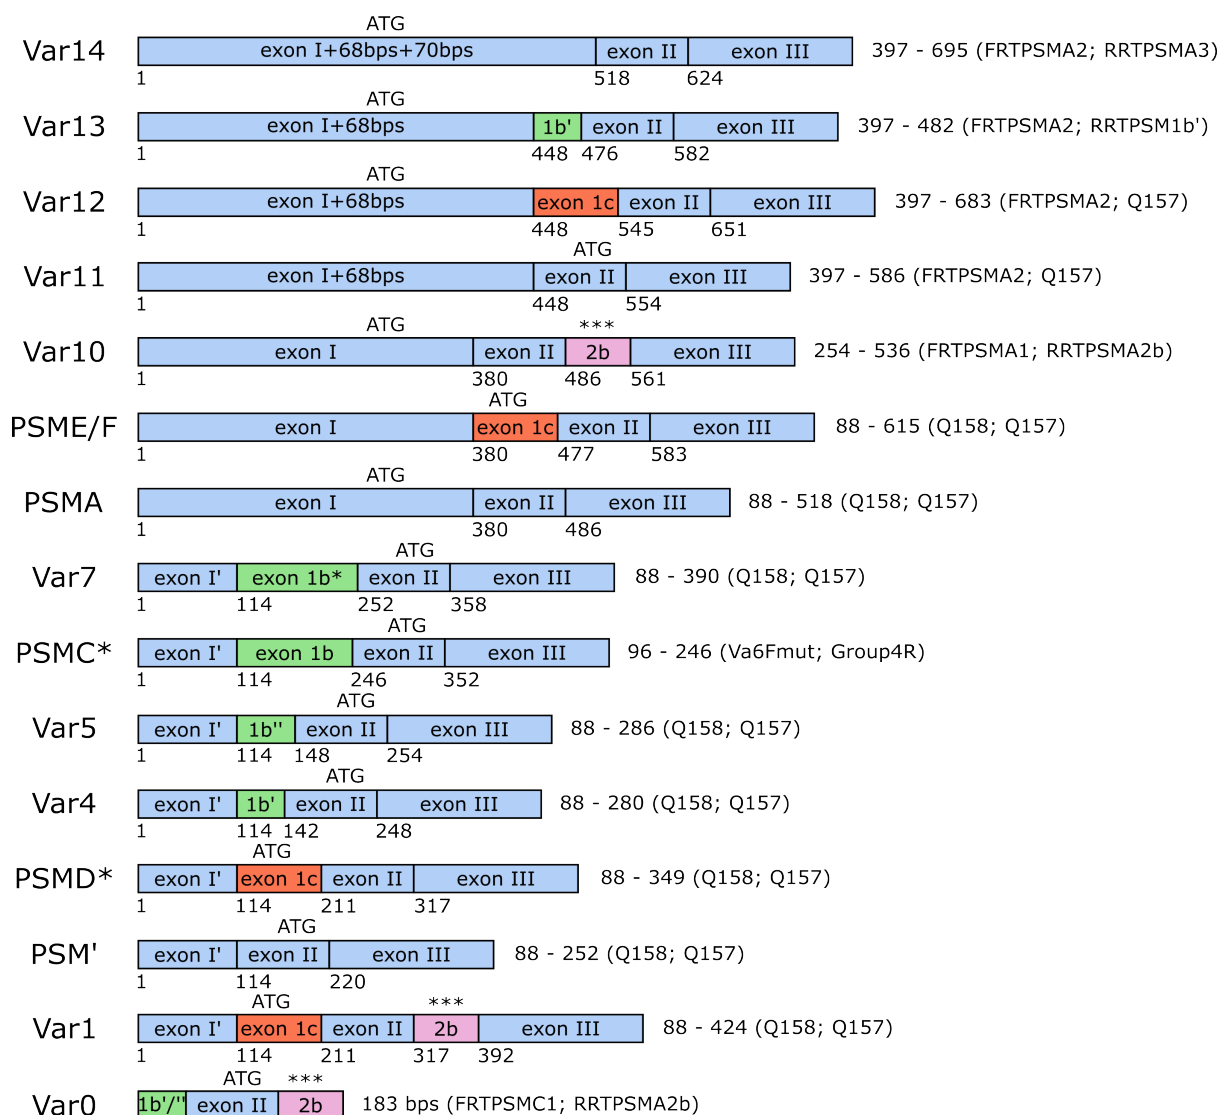 ATG
Var14 exon I+68bps+70bps exon II exon III 397 - 695 (FRTPSMA2; RRTPSMA3)
1 518 624
ATG
Var13 exon I+68bps 1b' exon II exon III 397 - 482 (FRTPSMA2; RRTPSM1b')
1 448 476 582
ATG
Var12 exon I+68bps exon 1c exon II exon III 397 - 683 (FRTPSMA2; Q157)
1 448 545 651
ATG
Var11 exon I+68bps exon II exon III 397 - 586 (FRTPSMA2; Q157)
1 448 554
ATG ***
Var10 exon I exon II 2b exon III 254 - 536 (FRTPSMA1; RRTPSMA2b)
1 380 486 561
ATG
PSME/F exon I exon 1c exon II exon III 88 - 615 (Q158; Q157)
1 380 477 583
ATG
PSMA exon I exon II exon III 88 - 518 (Q158; Q157)
1 380 486
ATG
Var7 exon I' exon 1b* exon II exon III 88 - 390 (Q158; Q157)
1 114 252 358
ATG
PSMC* exon I' exon 1b exon II exon III 96 - 246 (Va6Fmut; Group4R)
1 114 246 352
ATG
Var5 exon I' 1b'' exon II exon III 88 - 286 (Q158; Q157)
1 114 148 254
ATG
Var4 exon I' 1b' exon II exon III 88 - 280 (Q158; Q157)
1 114 142 248
ATG
PSMD* exon I' exon 1c exon II exon III 88 - 349 (Q158; Q157)
1 114 211 317
ATG
PSM' exon I' exon II exon III 88 - 252 (Q158; Q157)
1 114 220
ATG ***
Var1 exon I' exon 1c exon II 2b exon III 88 - 424 (Q158; Q157)
1 114 211 317 392
ATG ***
Var0 1b'/'' exon II 2b 183 bps (FRTPSMC1; RRTPSMA2b)